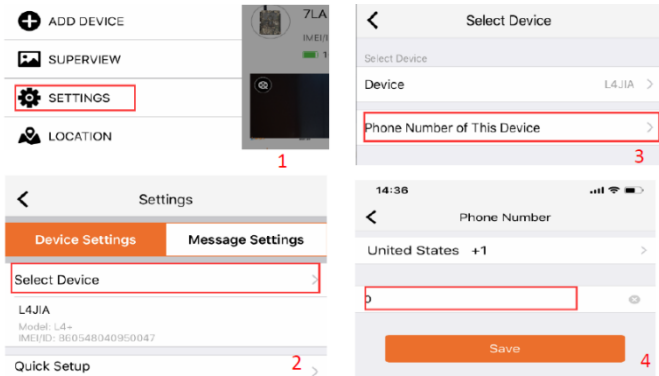 ADD DEVICE
SUPERVIEW
SETTINGS
LOCATION
7LA
IMEI/I
1
1
Settings
Device Settings
Message Settings
Select Device
L4JIA
Model: L4+
IMEI/ID: 860548040950047
Quick Setup
2
Select Device
Select Device
Device
L4JIA
Phone Number of This Device
3
14:36
Phone Number
United States +1
Save
4